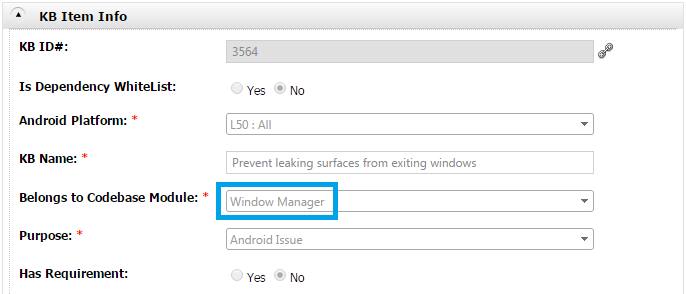 KB Item Info
KB ID#: 3564
Is Dependency WhiteList: Yes No
Android Platform: * L50 : All
KB Name: * Prevent leaking surfaces from exiting windows
Belongs to Codebase Module: * Window Manager
Purpose: * Android Issue
Has Requirement: Yes No